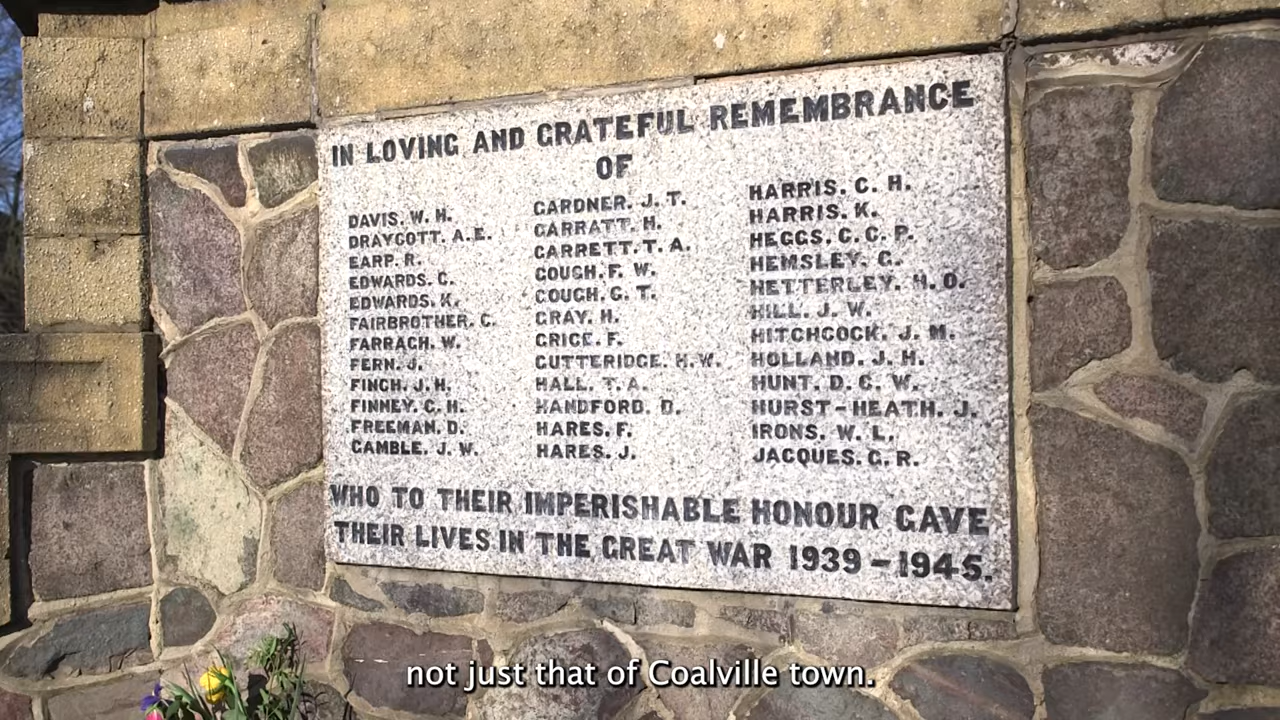 IN LOVING AND GRATEFUL REMEMBRANCE
OF
DAVIS. W. H.
DRAYCOTT. A. E.
EARP. R.
EDWARDS. C.
EDWARDS. K.
FAIRBROTHER. C.
FARRACH. W.
FERN. J.
FINCH. J. H.
FINNEY. C. H.
FREEMAN. D.
GAMBLE. J. W.
GARDNER. J. T.
GARRATT. H.
GARRETT. T. A.
GOUGH. F. W.
GOUGH. G. T.
GRAY. H.
GRICE. F.
GUTTERIDGE. H. W.
HALL. T. A.
HANDFORD. D.
HARES. F.
HARES. J.
HARRIS. C. H.
HARRIS. K.
HEGGS. C. C. P.
HEMSLEY. G.
HETTERLEY. H. O.
HILL. J. W.
HITCHCOCK. J. M.
HOLLAND. J. H.
HUNT. D. C. W.
HURST-HEATH. J.
IRONS. W. L.
JACQUES. G. R.
WHO TO THEIR IMPERISHABLE HONOUR GAVE
THEIR LIVES IN THE GREAT WAR 1939-1945.
not just that of Coalville town.